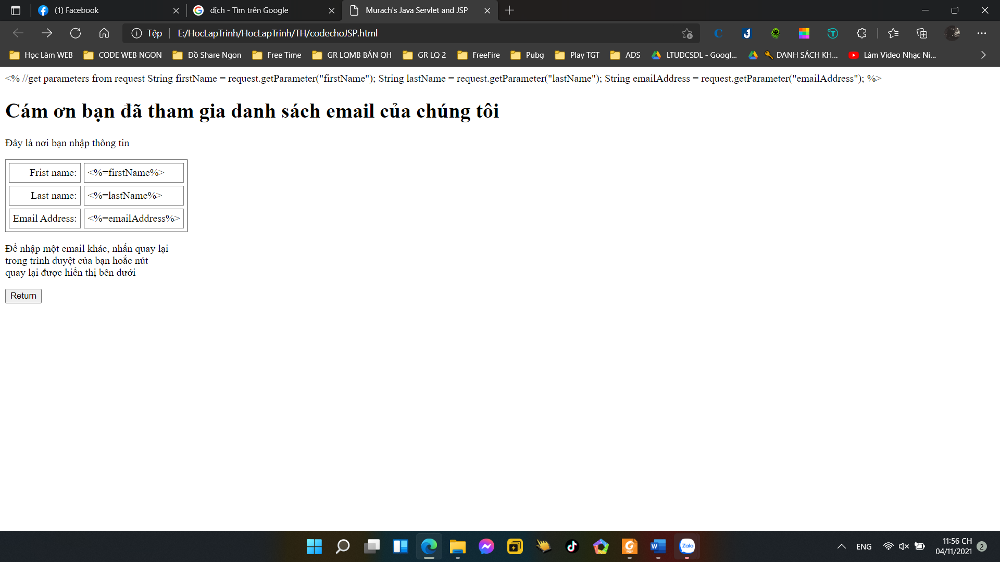 (1) Facebook
dịch - Tìm trên Google
Murach's Java Servlet and JSP
Tệp
E:/HocLapTrinh/HocLapTrinh/TH/codechoJSP.html
Học Làm WEB
CODE WEB NGON
Đồ Share Ngon
Free Time
GR LQMB BÁN QH
GR LQ 2
FreeFire
Pubg
Play TGT
ADS
LTUDCSDL - Googl...
DANH SÁCH KH...
Làm Video Nhạc Ni...
<% //get parameters from request String firstName = request.getParameter("firstName"); String lastName = request.getParameter("lastName"); String emailAddress = request.getParameter("emailAddress"); %>
Cám ơn bạn đã tham gia danh sách email của chúng tôi
Đây là nơi bạn nhập thông tin
Frist name: <%=firstName%>
Last name: <%=lastName%>
Email Address: <%=emailAddress%>
Để nhập một email khác, nhấn quay lại
trong trình duyệt của bạn hoắc nút
quay lại được hiển thị bên dưới
Return
Zalo
ENG
11:56 CH
04/11/2021
2